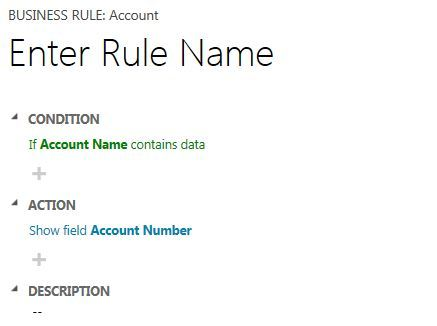 BUSINESS RULE: Account
Enter Rule Name
CONDITION
If Account Name contains data
ACTION
Show field Account Number
DESCRIPTION